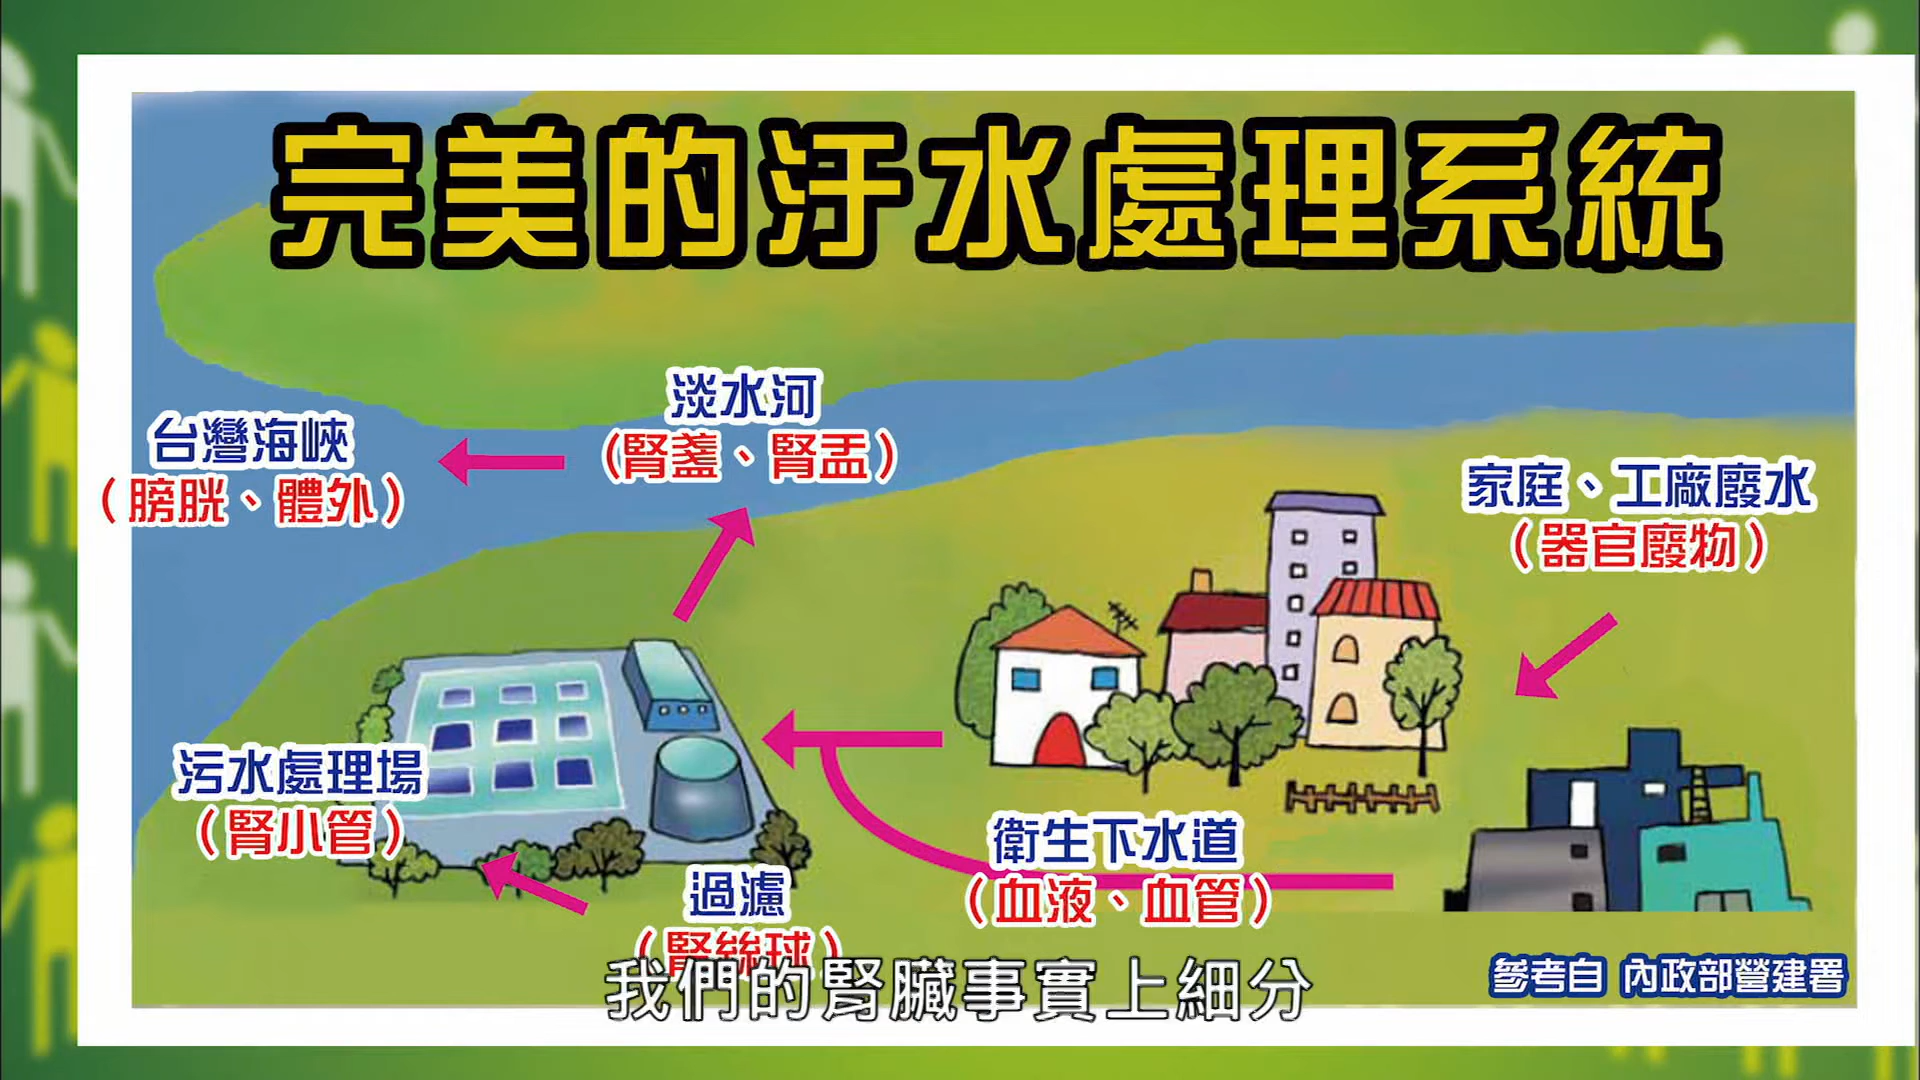 完美的汙水處理系統
淡水河
(腎盞、腎盂)
台灣海峽
(膀胱、體外)
家庭、工廠廢水
(器官廢物)
污水處理場
(腎小管)
衛生下水道
(血液、血管)
過濾
(腎絲球)
參考自 內政部營建署
我們的腎臟事實上細分